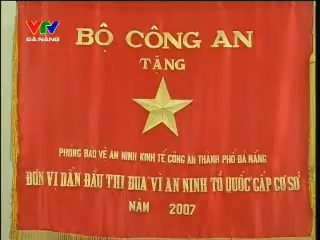 VTV
ĐÀ NẴNG
BỘ CÔNG AN
TẶNG
PHÒNG BẢO VỆ AN NINH KINH TẾ CÔNG AN THÀNH PHỐ ĐÀ NẴNG
ĐƠN VỊ DẪN ĐẦU THI ĐUA VÌ AN NINH TỔ QUỐC CẤP CƠ SỞ
NĂM 2007